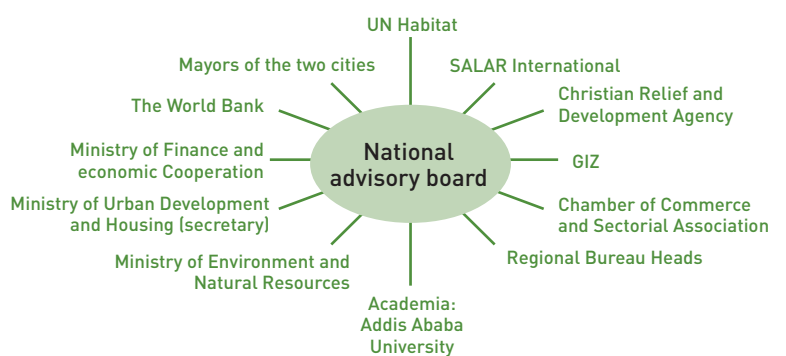 UN Habitat
Mayors of the two cities
SALAR International
The World Bank
Christian Relief and
Development Agency
Ministry of Finance and
economic Cooperation
National
advisory board
GIZ
Ministry of Urban Development
and Housing (secretary)
Chamber of Commerce
and Sectorial Association
Ministry of Environment and
Natural Resources
Regional Bureau Heads
Academia:
Addis Ababa
University